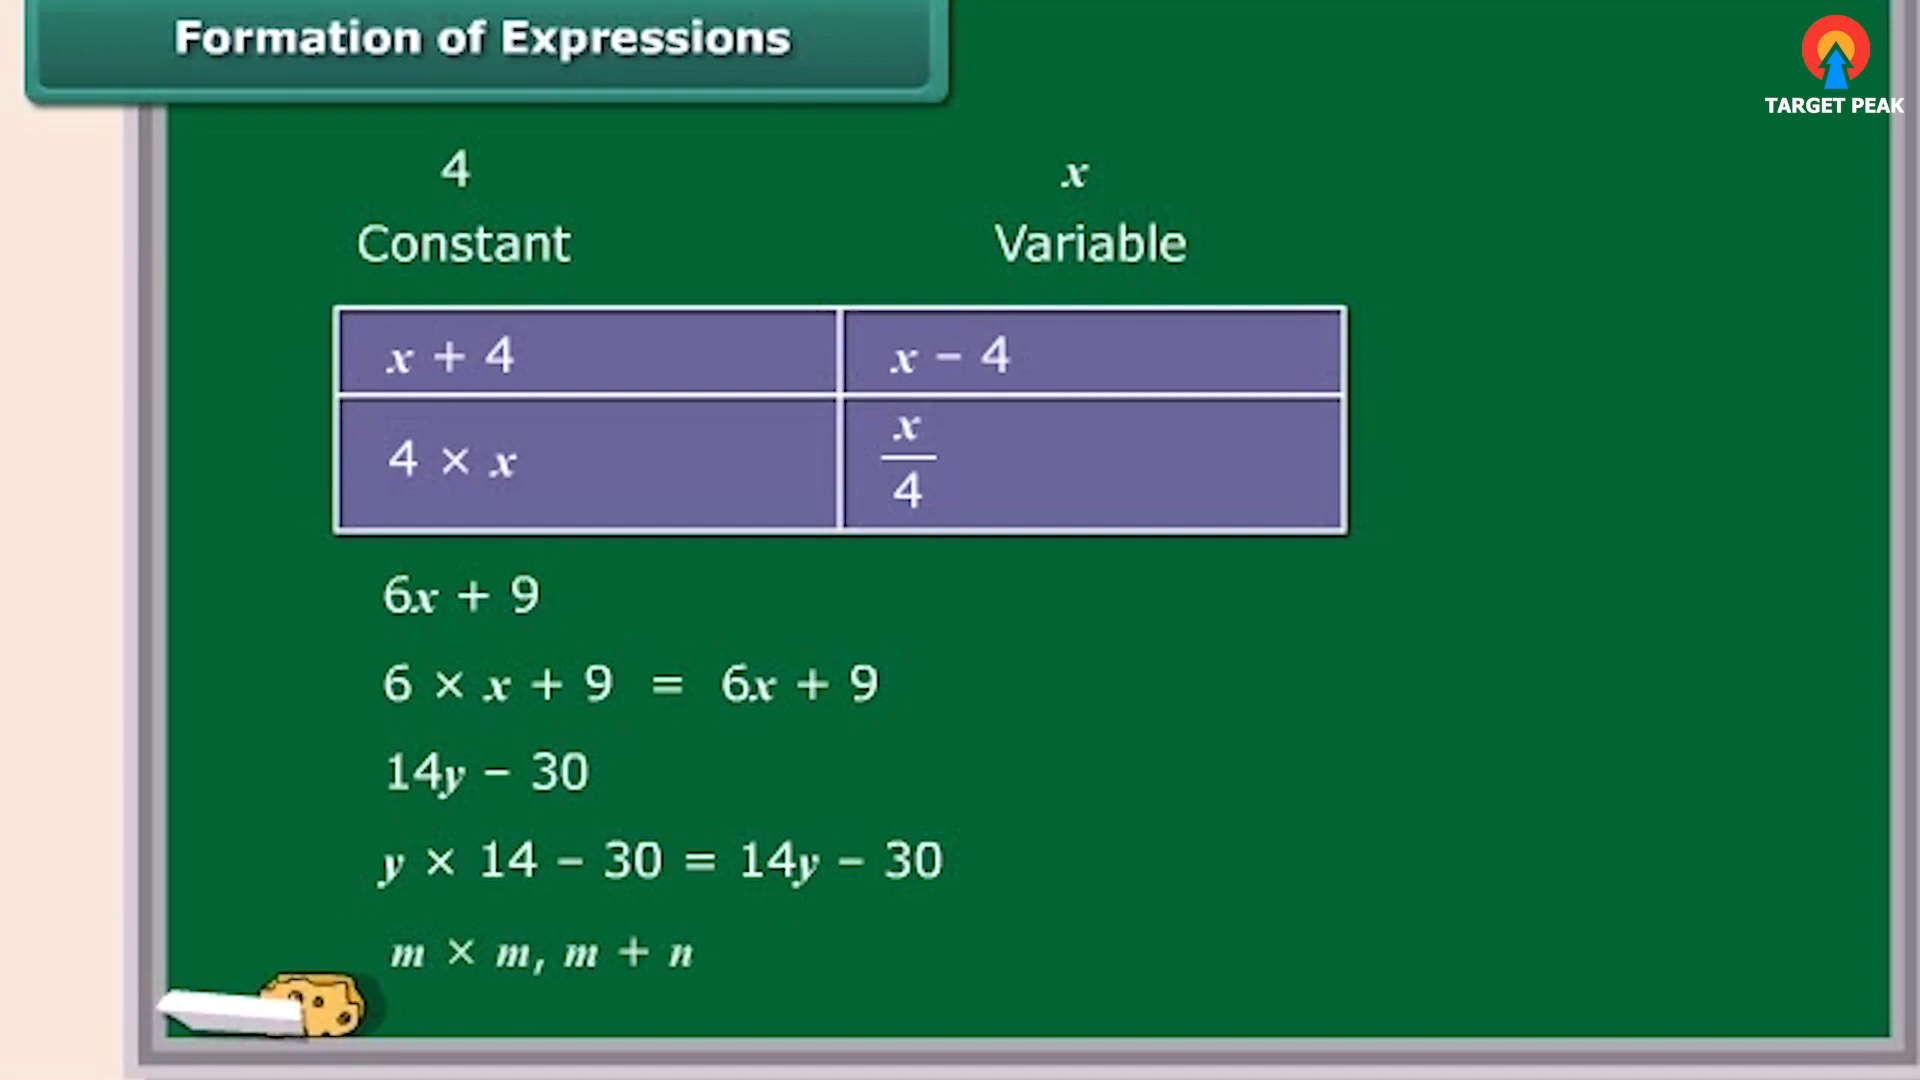 Formation of Expressions
TARGET PEAK
4 x
Constant Variable
x + 4 x – 4
4 × x x/4
6x + 9
6 × x + 9 = 6x + 9
14y – 30
y × 14 – 30 = 14y – 30
m × m, m + n